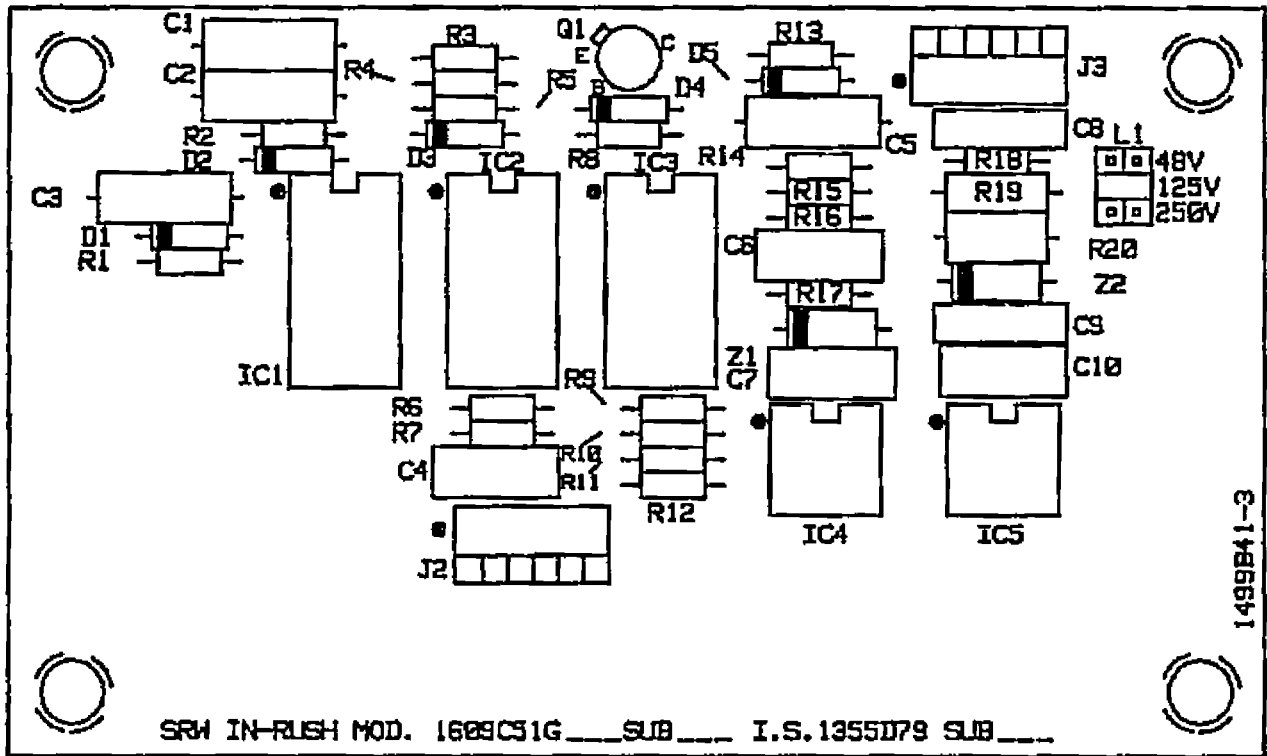 C1
Q1
R3
R13
C
E
D5
J3
C2
R4
R5
B
D4
R2
C8
L1
C5
D2
D3
IC2
R8
IC3
R14
R18
48V
C3
R15
R19
125V
R16
250V
D1
C6
R20
R1
R17
Z2
C9
Z1
IC1
R9
C7
C10
R6
R7
R10
C4
R11
R12
IC4
IC5
J2
1499B41-3
SRW IN-RUSH MOD. 1609C51G___SUB___ I.S.1355D79 SUB___